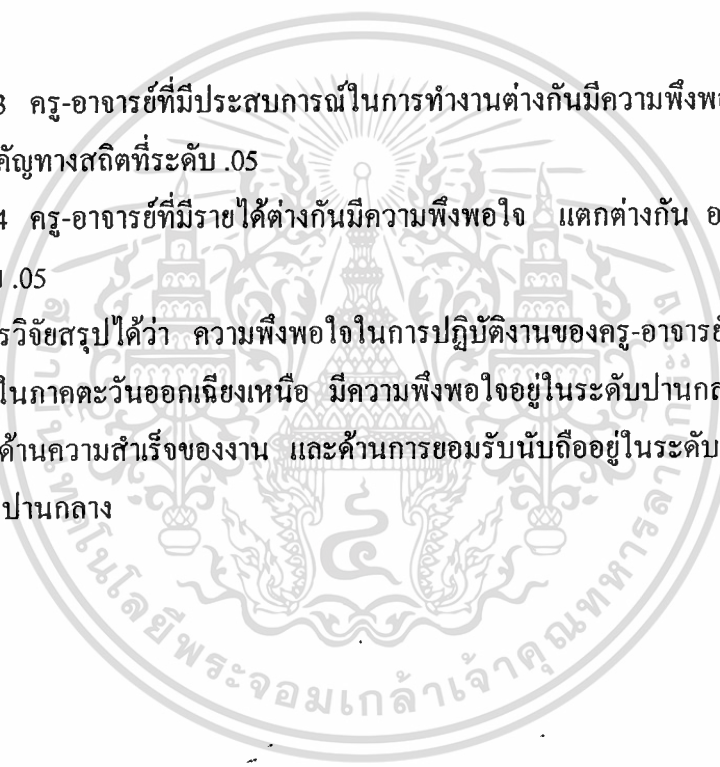 3 ครู-อาจารย์ที่มีประสบการณ์ในการทำงานต่างกันมีความพึงพอ
คัญทางสถิตที่ระดับ .05
4 ครู-อาจารย์ที่มีรายได้ต่างกันมีความพึงพอใจ แตกต่างกัน อ
.05
รวิจัยสรุปได้ว่า ความพึงพอใจในการปฏิบัติงานของครู-อาจารย์
ในภาคตะวันออกเฉียงเหนือ มีความพึงพอใจอยู่ในระดับปานกล
ด้านความสำเร็จของงาน และด้านการยอมรับนับถืออยู่ในระดับ
ปานกลาง
โลยีพระจอมเกล้าเจ้าคุณทหารลา